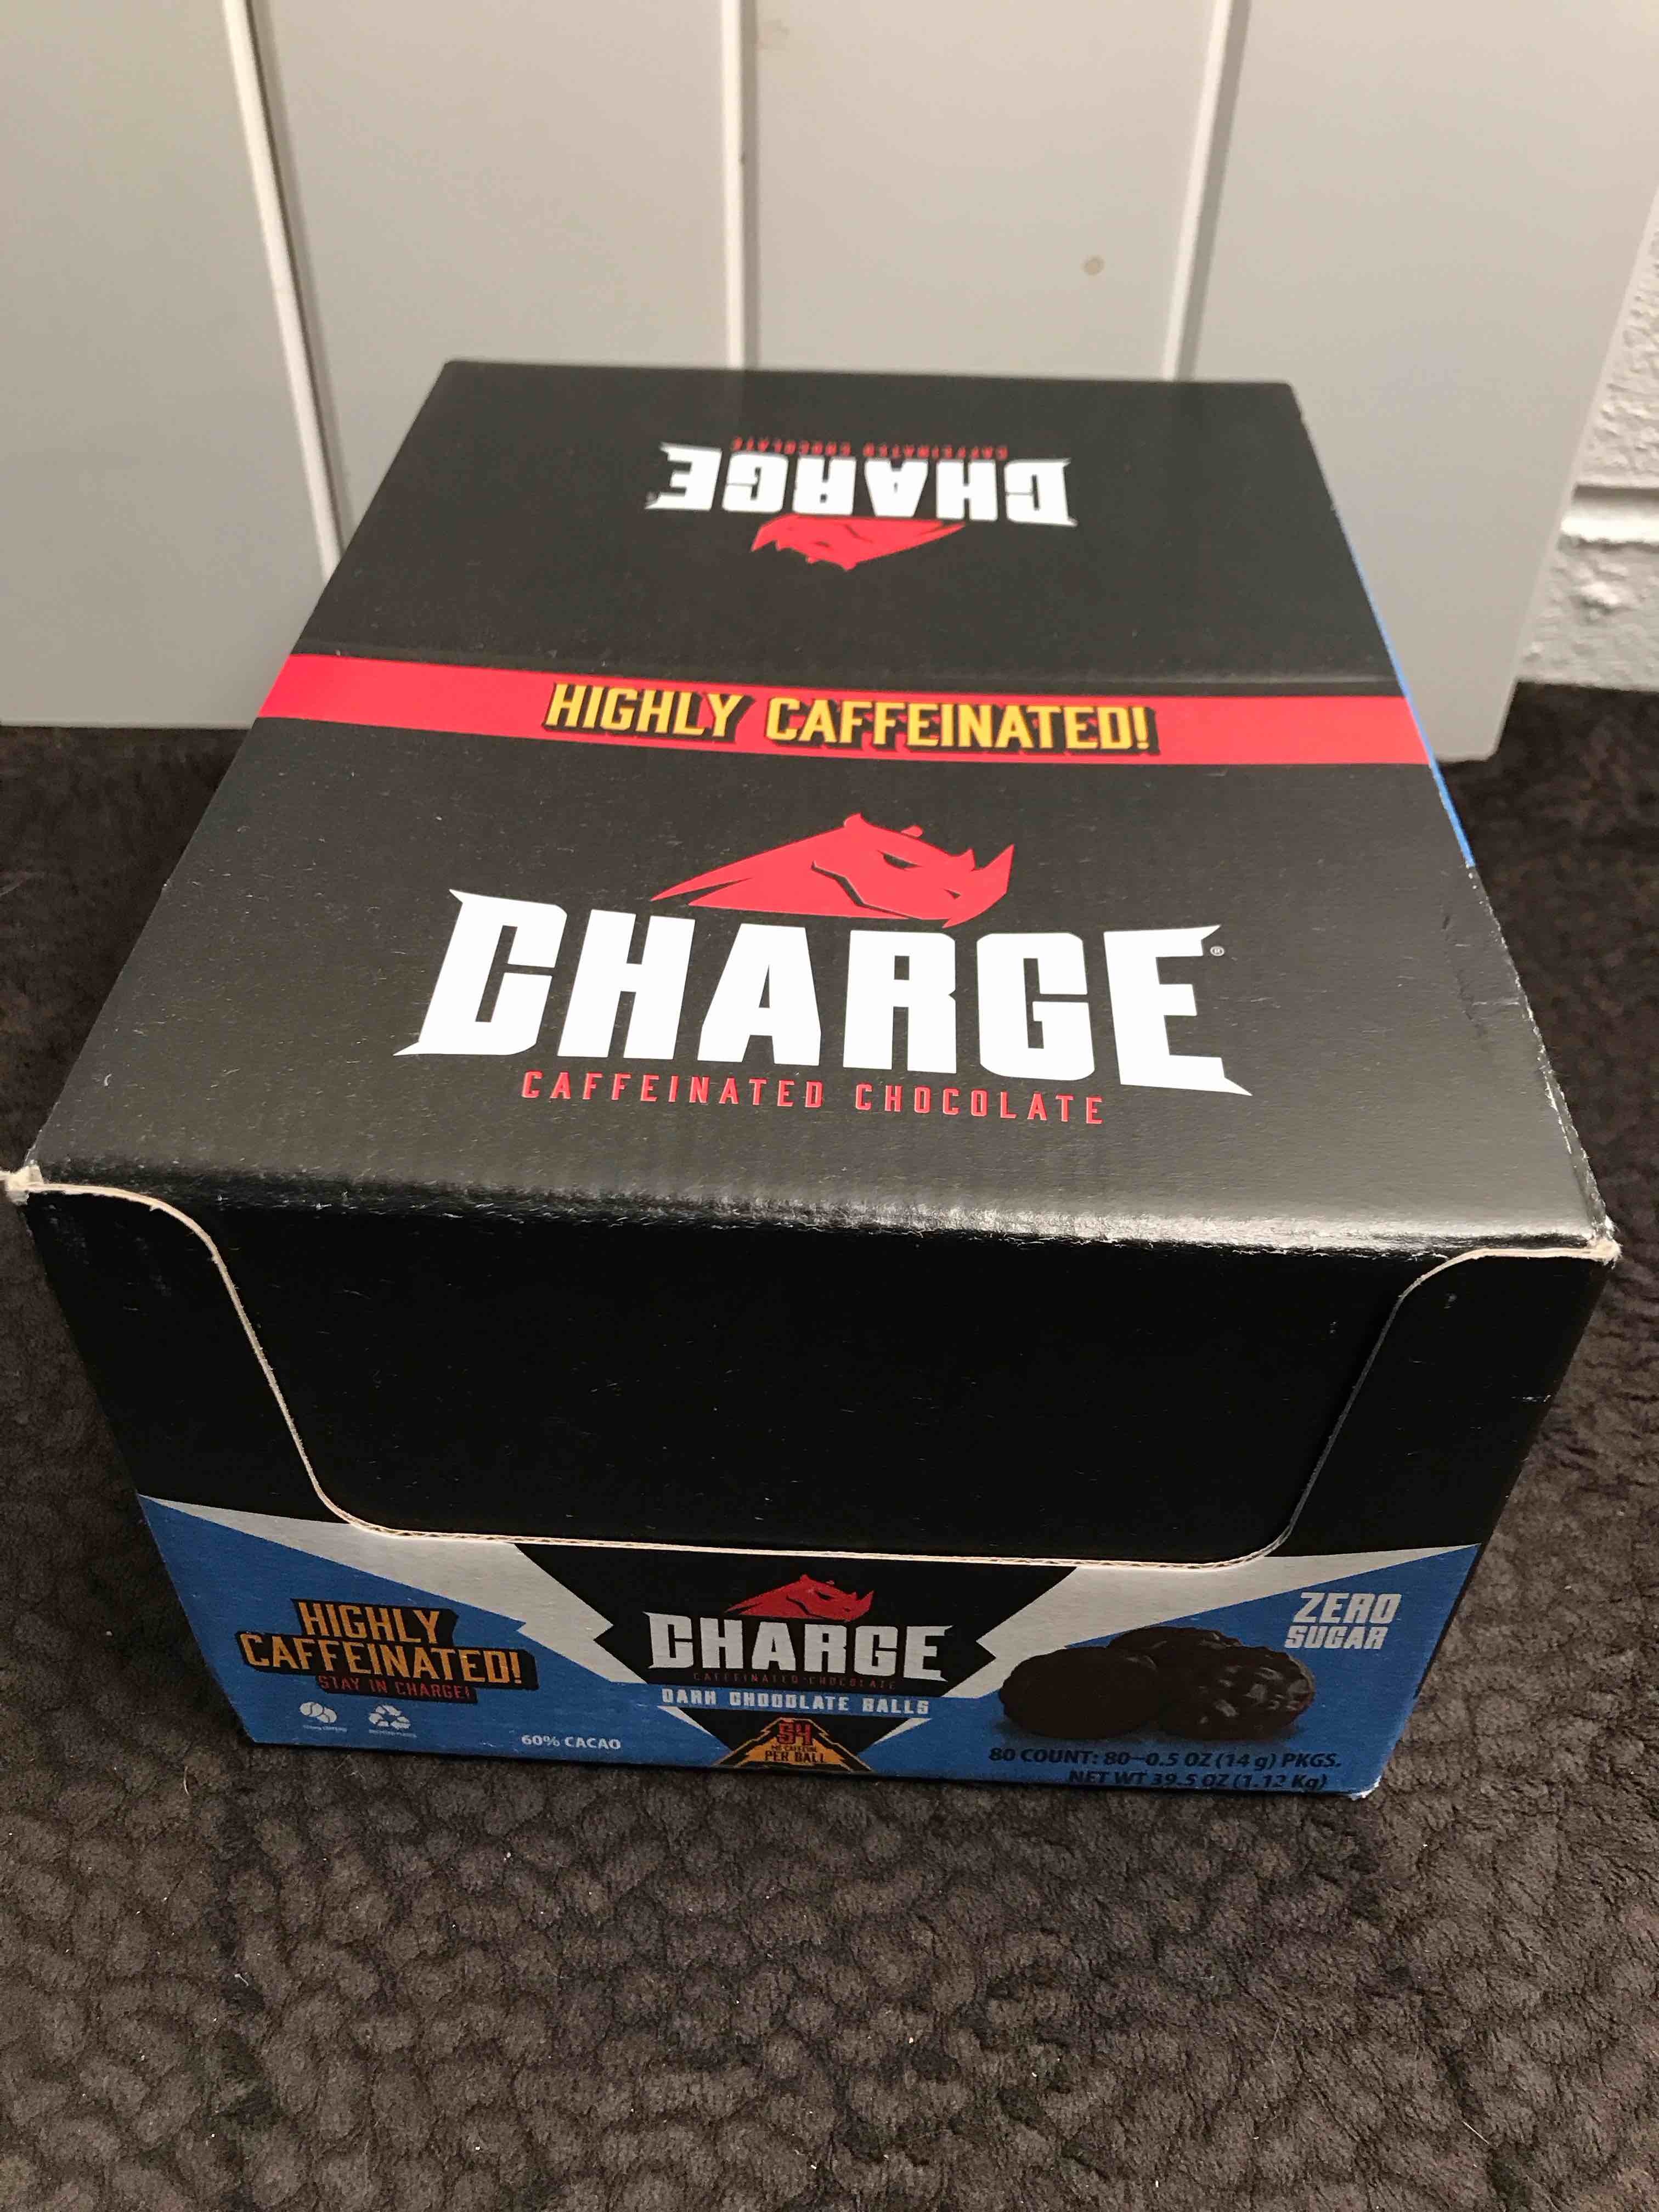 CHARGE®
CAFFEINATED CHOCOLATE
HIGHLY CAFFEINATED!
CHARGE®
CAFFEINATED CHOCOLATE
HIGHLY
CAFFEINATED!
STAY IN CHARGE!
60% CACAO
CHARGE
CAFFEINATED CHOCOLATE
DARK CHOCOLATE BALLS
54
MG CAFFEINE
PER BALL
ZERO
SUGAR
80 COUNT: 80–0.5 OZ (14 g) PKGS.
NET WT 39.5 OZ (1.12 Kg)